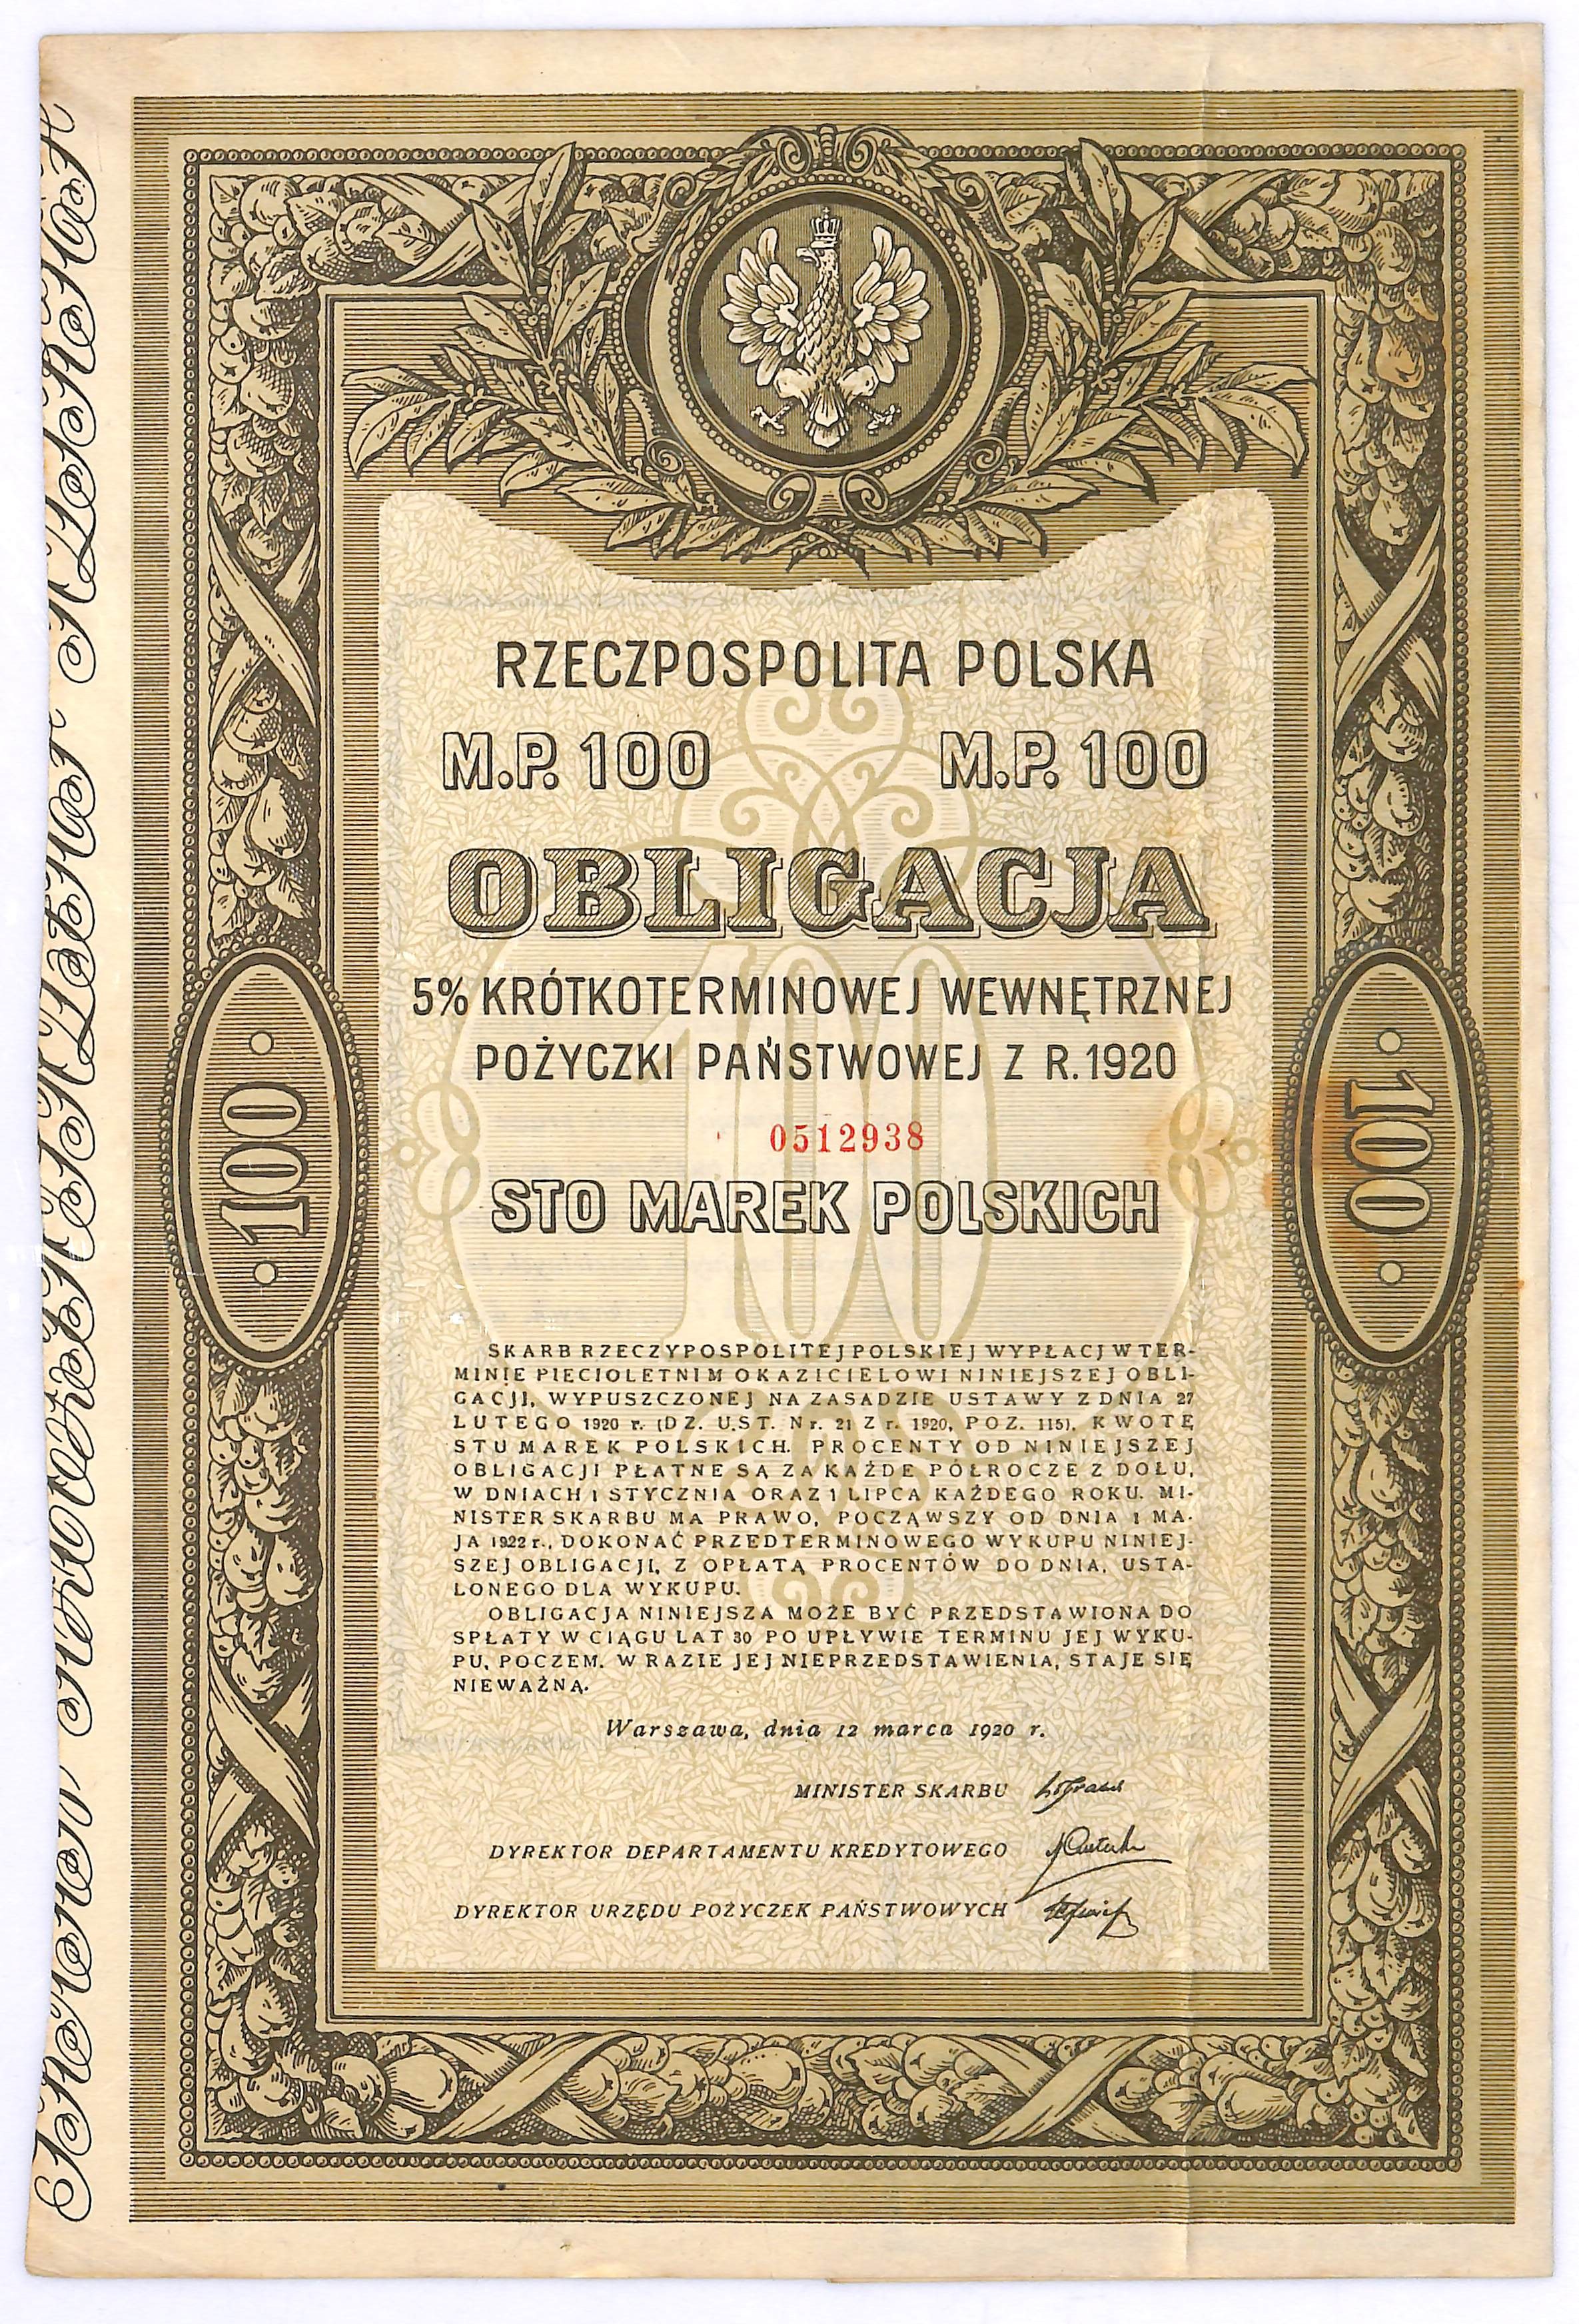 RZECZPOSPOLITA POLSKA
M.P. 100 M.P. 100
OBLIGACJA
5% KRÓTKOTERMINOWEJ WEWNĘTRZNEJ
POŻYCZKI PAŃSTWOWEJ Z R. 1920
100
0512938
100
100
STO MAREK POLSKICH
SKARB RZECZYPOSPOLITEJ POLSKIEJ WYPŁACI W TER-
MINIE PIĘCIOLETNIM OKAZICIELOWI NINIEJSZEJ OBLI-
GACJI, WYPUSZCZONEJ NA ZASADZIE USTAWY Z DNIA 27
LUTEGO 1920 r. (DZ. UST. Nr. 21 Z r. 1920, POZ. 115), KWOTĘ
STU MAREK POLSKICH. PROCENTY OD NINIEJSZEJ
OBLIGACJI PŁATNE SĄ ZA KAŻDE PÓŁROCZE Z DOŁU,
W DNIACH 1 STYCZNIA ORAZ 1 LIPCA KAŻDEGO ROKU. MI-
NISTER SKARBU MA PRAWO, POCZĄWSZY OD DNIA 1 MA-
JA 1922 r., DOKONAĆ PRZEDTERMINOWEGO WYKUPU NINIEJ-
SZEJ OBLIGACJI, Z OPŁATĄ PROCENTÓW DO DNIA, USTA-
LONEGO DLA WYKUPU.
OBLIGACJA NINIEJSZA MOŻE BYĆ PRZEDSTAWIONA DO
SPŁATY W CIĄGU LAT 30 PO UPŁYWIE TERMINU JEJ WYKU-
PU, POCZEM, W RAZIE JEJ NIEPRZEDSTAWIENIA, STAJE SIĘ
NIEWAŻNĄ.
Warszawa, dnia 12 marca 1920 r.
MINISTER SKARBU
DYREKTOR DEPARTAMENTU KREDYTOWEGO
DYREKTOR URZĘDU POŻYCZEK PAŃSTWOWYCH